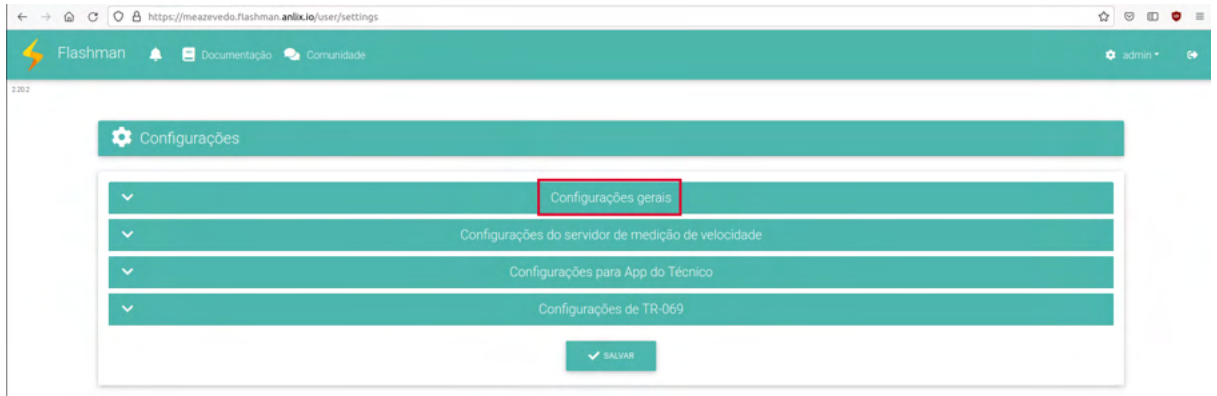 https://meazevedo.flashman.anlix.io/user/settings
Flashman Documentação Comunidade admin
2.20.2
Configurações
Configurações gerais
Configurações do servidor de medição de velocidade
Configurações para App do Técnico
Configurações de TR-069
SALVAR